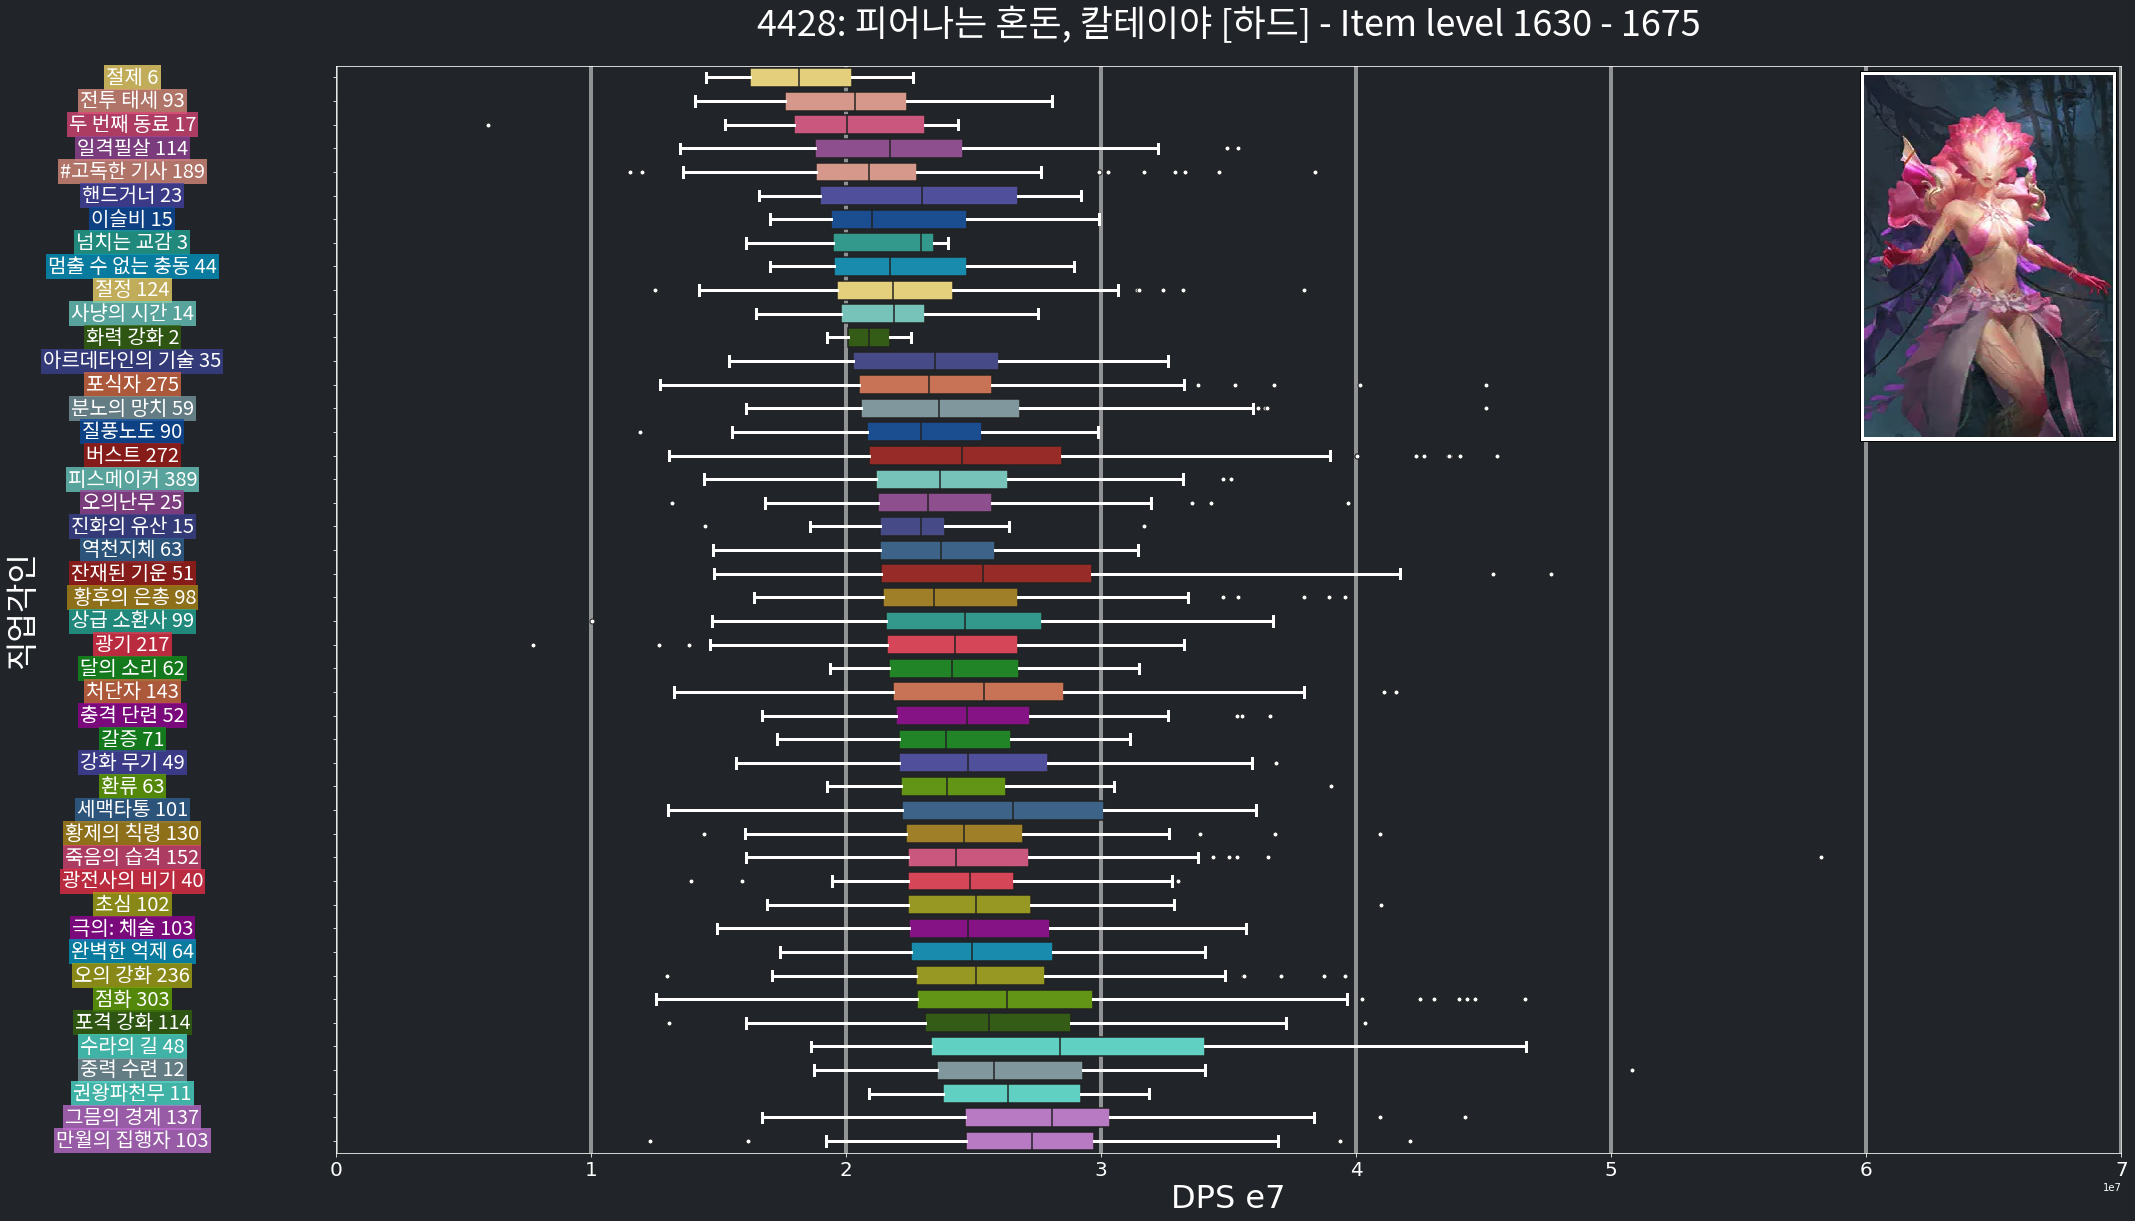 4428: 피어나는 혼돈, 칼테이야 [하드] - Item level 1630 - 1675
절제 6
전투 태세 93
두 번째 동료 17
일격필살 114
#고독한 기사 189
핸드거너 23
이슬비 15
넘치는 교감 3
멈출 수 없는 충동 44
절정 124
사냥의 시간 14
화력 강화 2
아르데타인의 기술 35
포식자 275
분노의 망치 59
질풍노도 90
버스트 272
피스메이커 389
오의난무 25
진화의 유산 15
역천지체 63
잔재된 기운 51
황후의 은총 98
상급 소환사 99
광기 217
달의 소리 62
처단자 143
충격 단련 52
갈증 71
강화 무기 49
환류 63
세맥타통 101
황제의 칙령 130
죽음의 습격 152
광전사의 비기 40
초심 102
극의: 체술 103
완벽한 억제 64
오의 강화 236
점화 303
포격 강화 114
수라의 길 48
중력 수련 12
권왕파천무 11
그믐의 경계 137
만월의 집행자 103
직업각인
0 1 2 3 4 5 6 7
1e7
DPS e7